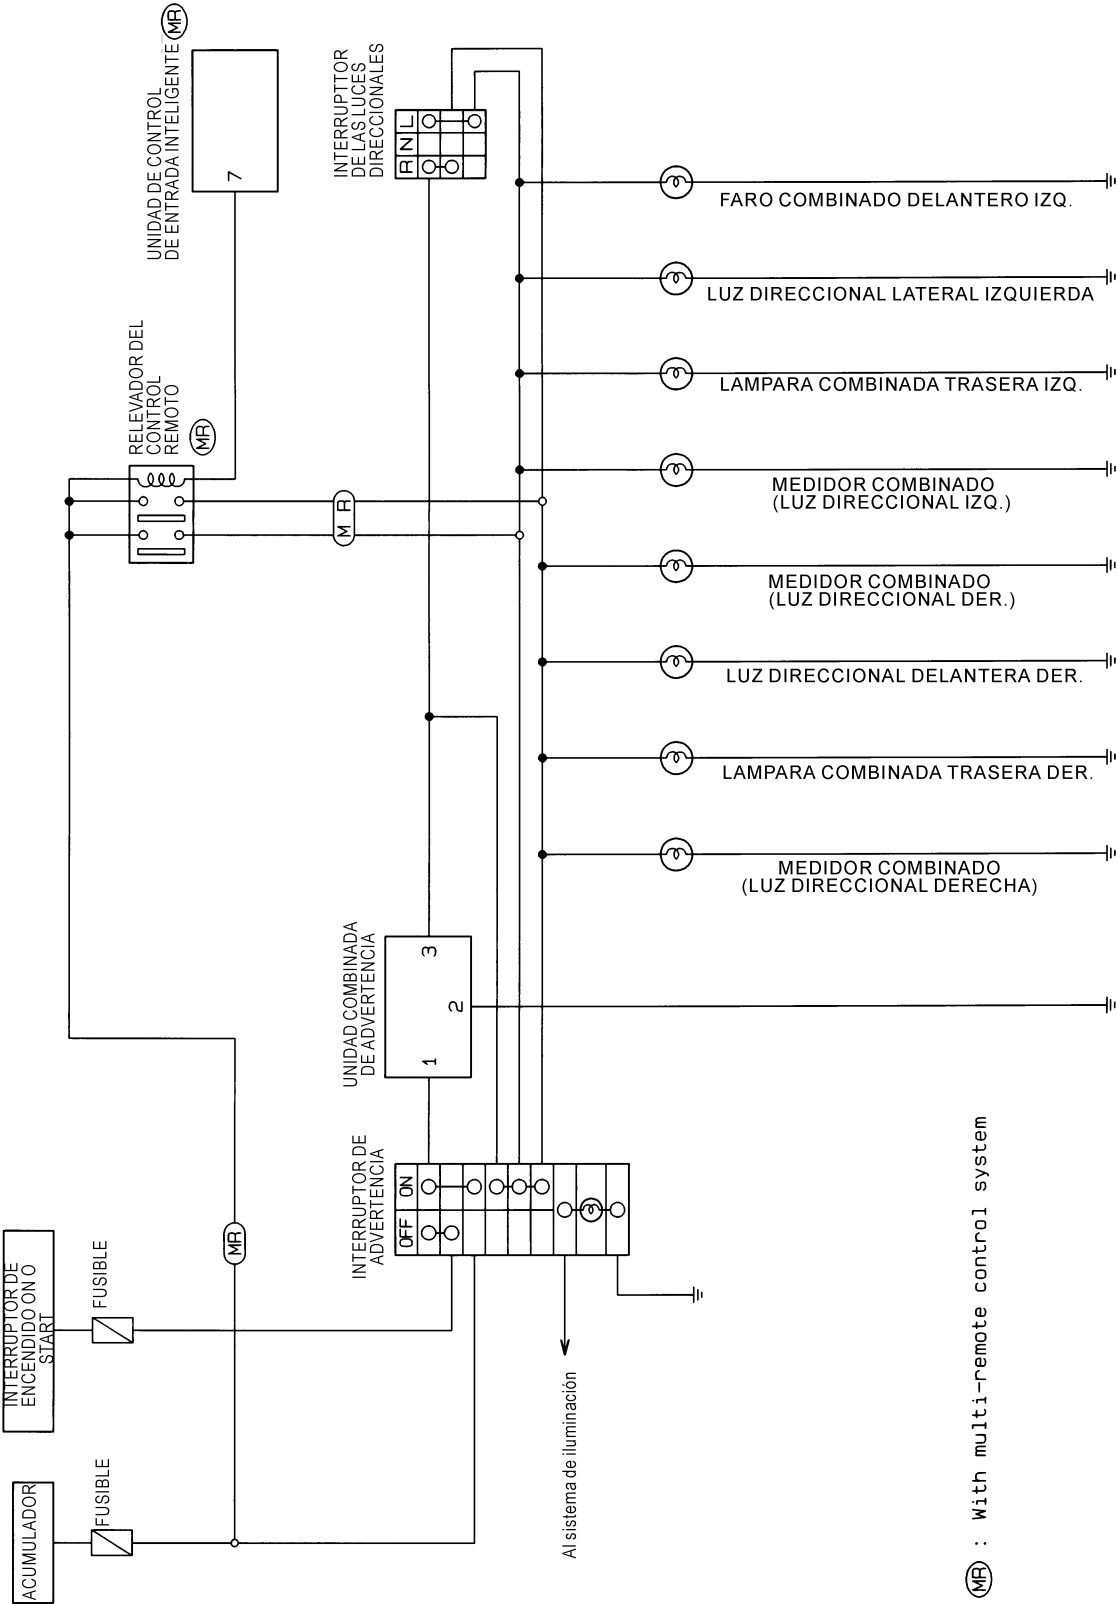 UNIDAD DE CONTROL
DE ENTRADA INTELIGENTE MR
7
RELEVADOR DEL
CONTROL
REMOTO
MR
INTERRUPTTOR
DE LAS LUCES
DIRECCIONALES
R N L
M R
FARO COMBINADO DELANTERO IZQ.
LUZ DIRECCIONAL LATERAL IZQUIERDA
LAMPARA COMBINADA TRASERA IZQ.
MEDIDOR COMBINADO
(LUZ DIRECCIONAL IZQ.)
MEDIDOR COMBINADO
(LUZ DIRECCIONAL DER.)
LUZ DIRECCIONAL DELANTERA DER.
LAMPARA COMBINADA TRASERA DER.
MEDIDOR COMBINADO
(LUZ DIRECCIONAL DERECHA)
UNIDAD COMBINADA
DE ADVERTENCIA
1
2
3
INTERRUPTOR DE
ADVERTENCIA
OFF ON
MR
INTERRUPTOR DE
ENCENDIDO ON O
START
FUSIBLE
ACUMULADOR
FUSIBLE
Al sistema de iluminación
MR : With multi-remote control system